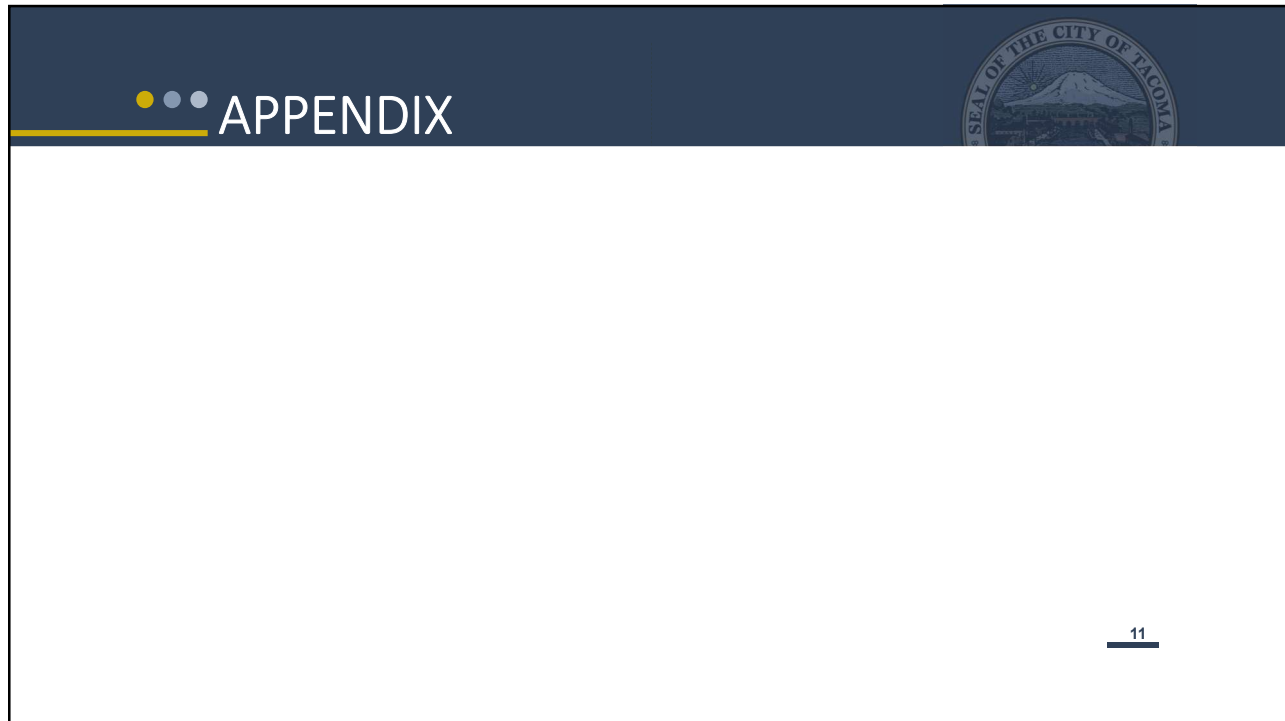 APPENDIX
SEAL OF THE CITY OF TACOMA
11